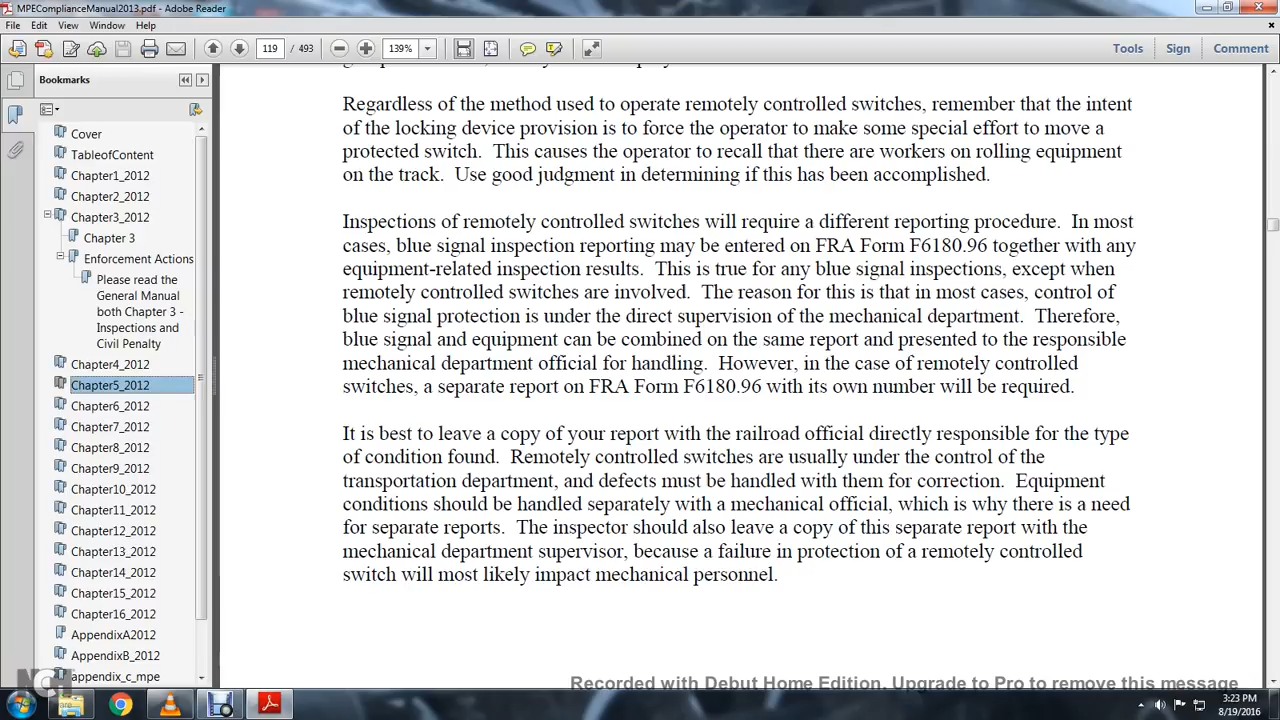 MPEComplianceManual2013.pdf - Adobe Reader
File Edit View Window Help
119 / 493 139% Tools Sign Comment
Bookmarks
Cover
TableofContent
Chapter1_2012
Chapter2_2012
Chapter3_2012
Chapter 3
Enforcement Actions
Please read the
General Manual
both Chapter 3 -
Inspections and
Civil Penalty
Chapter4_2012
Chapter5_2012
Chapter6_2012
Chapter7_2012
Chapter8_2012
Chapter9_2012
Chapter10_2012
Chapter11_2012
Chapter12_2012
Chapter13_2012
Chapter14_2012
Chapter15_2012
Chapter16_2012
AppendixA2012
AppendixB_2012
appendix_c_mpe
Regardless of the method used to operate remotely controlled switches, remember that the intent
of the locking device provision is to force the operator to make some special effort to move a
protected switch. This causes the operator to recall that there are workers on rolling equipment
on the track. Use good judgment in determining if this has been accomplished.
Inspections of remotely controlled switches will require a different reporting procedure. In most
cases, blue signal inspection reporting may be entered on FRA Form F6180.96 together with any
equipment-related inspection results. This is true for any blue signal inspections, except when
remotely controlled switches are involved. The reason for this is that in most cases, control of
blue signal protection is under the direct supervision of the mechanical department. Therefore,
blue signal and equipment can be combined on the same report and presented to the responsible
mechanical department official for handling. However, in the case of remotely controlled
switches, a separate report on FRA Form F6180.96 with its own number will be required.
It is best to leave a copy of your report with the railroad official directly responsible for the type
of condition found. Remotely controlled switches are usually under the control of the
transportation department, and defects must be handled with them for correction. Equipment
conditions should be handled separately with a mechanical official, which is why there is a need
for separate reports. The inspector should also leave a copy of this separate report with the
mechanical department supervisor, because a failure in protection of a remotely controlled
switch will most likely impact mechanical personnel.
Recorded with Debut Home Edition. Upgrade to Pro to remove this message
3:23 PM
8/19/2016